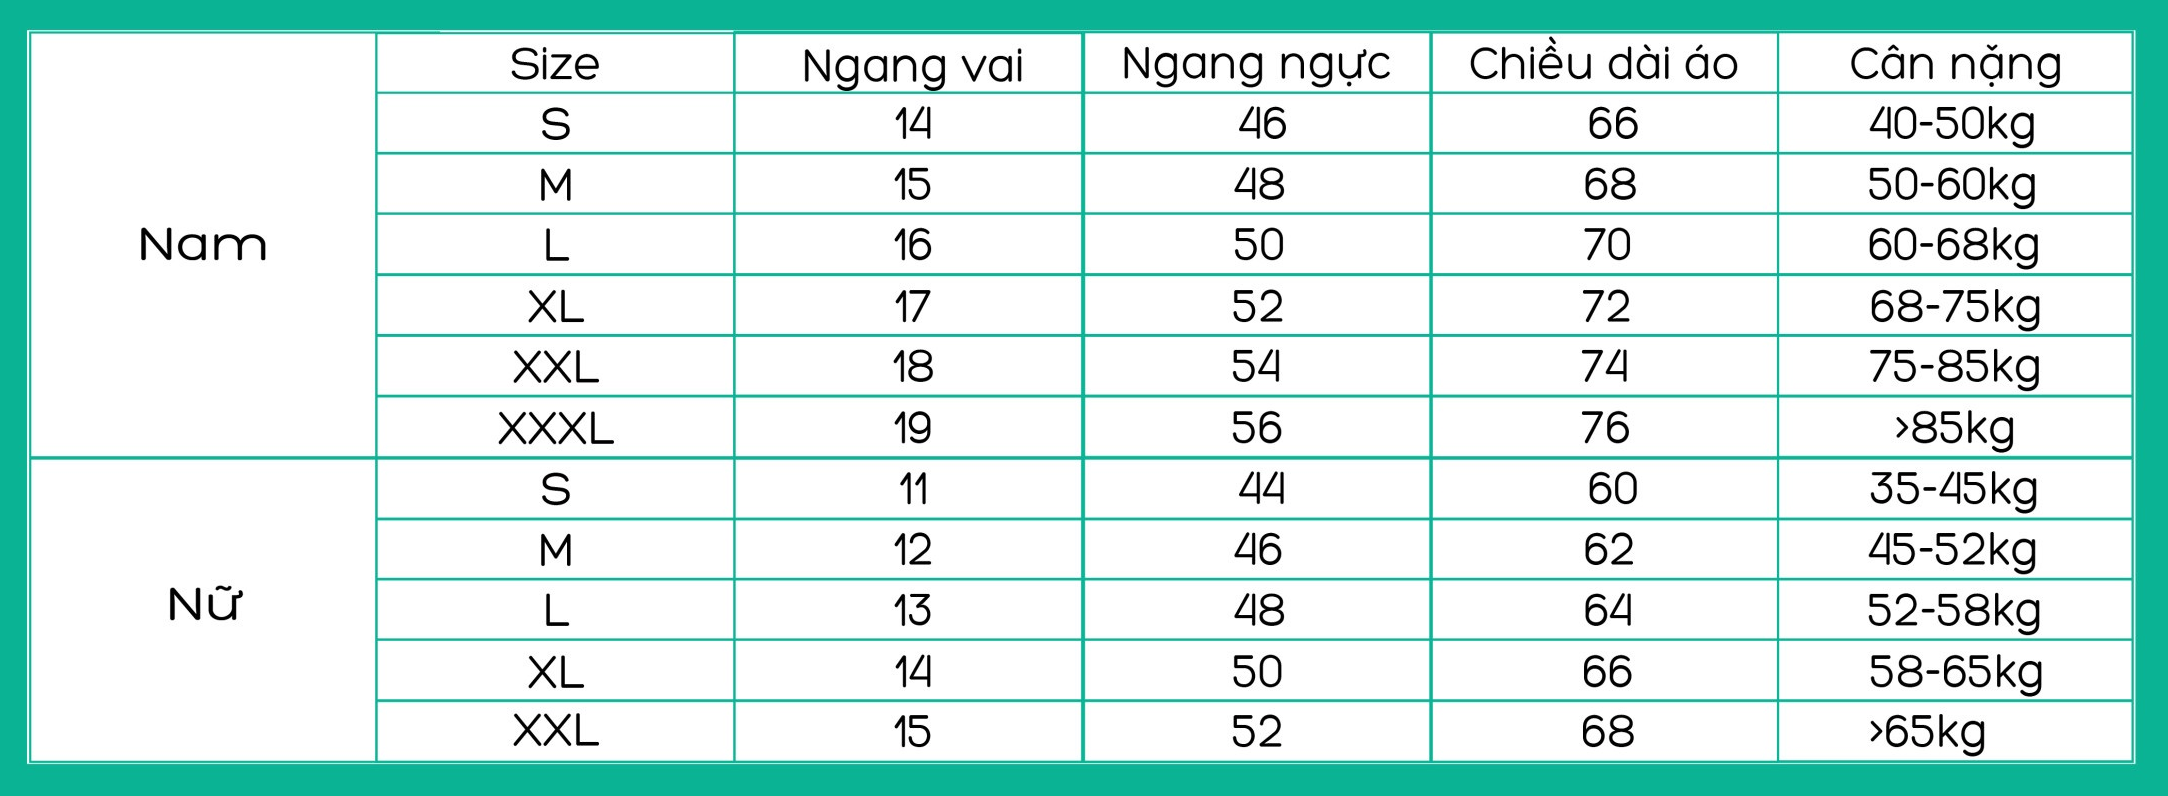 Size Ngang vai Ngang ngực Chiều dài áo Cân nặng
Nam
S 14 46 66 40-50kg
M 15 48 68 50-60kg
L 16 50 70 60-68kg
XL 17 52 72 68-75kg
XXL 18 54 74 75-85kg
XXXL 19 56 76 >85kg
Nữ
S 11 44 60 35-45kg
M 12 46 62 45-52kg
L 13 48 64 52-58kg
XL 14 50 66 58-65kg
XXL 15 52 68 >65kg